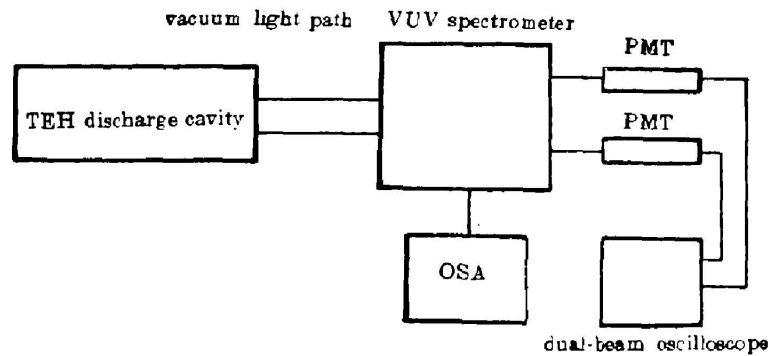 vacuum light path
VUV spectrometer
PMT
TEH discharge cavity
PMT
OSA
dual-beam oscilloscope